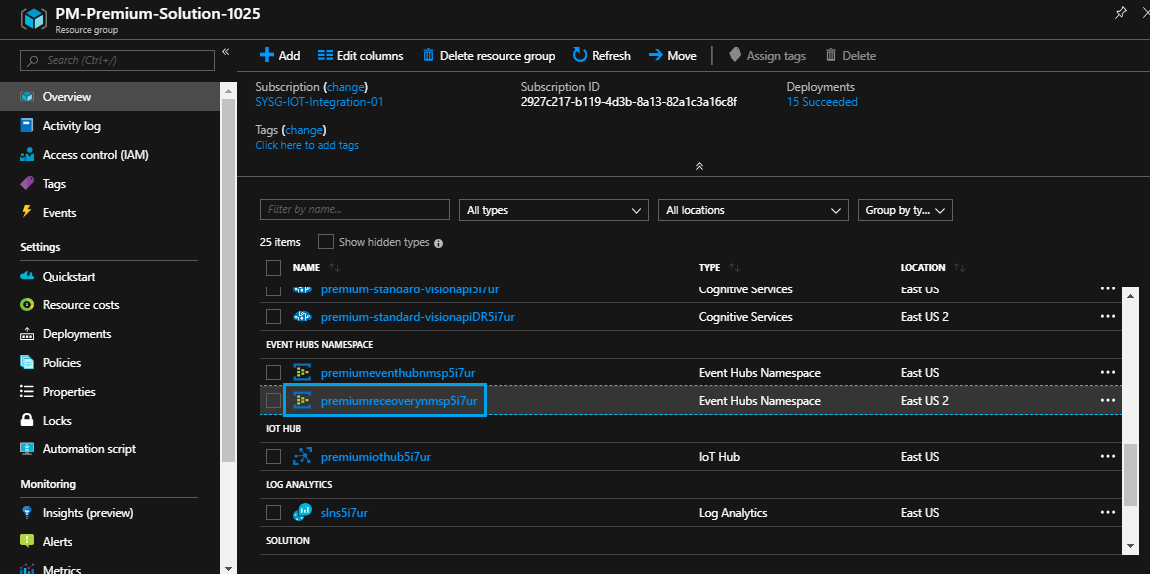 PM-Premium-Solution-1025
Resource group
Search (Ctrl+/)
Overview
Activity log
Access control (IAM)
Tags
Events
Settings
Quickstart
Resource costs
Deployments
Policies
Properties
Locks
Automation script
Monitoring
Insights (preview)
Alerts
Metrics
Add Edit columns Delete resource group Refresh Move Assign tags Delete
Subscription (change) Subscription ID Deployments
SYSG-IOT-Integration-01 2927c217-b119-4d3b-8a13-82a1c3a16c8f 15 Succeeded
Tags (change)
Click here to add tags
Filter by name... All types All locations Group by ty...
25 items Show hidden types
NAME TYPE LOCATION
premium-standard-visionapi5i7ur Cognitive Services East US
premium-standard-visionapiDR5i7ur Cognitive Services East US 2
EVENT HUBS NAMESPACE
premiumeventhubnmsp5i7ur Event Hubs Namespace East US
premiumreceoverynmsp5i7ur Event Hubs Namespace East US 2
IOT HUB
premiumiothub5i7ur IoT Hub East US
LOG ANALYTICS
slns5i7ur Log Analytics East US
SOLUTION